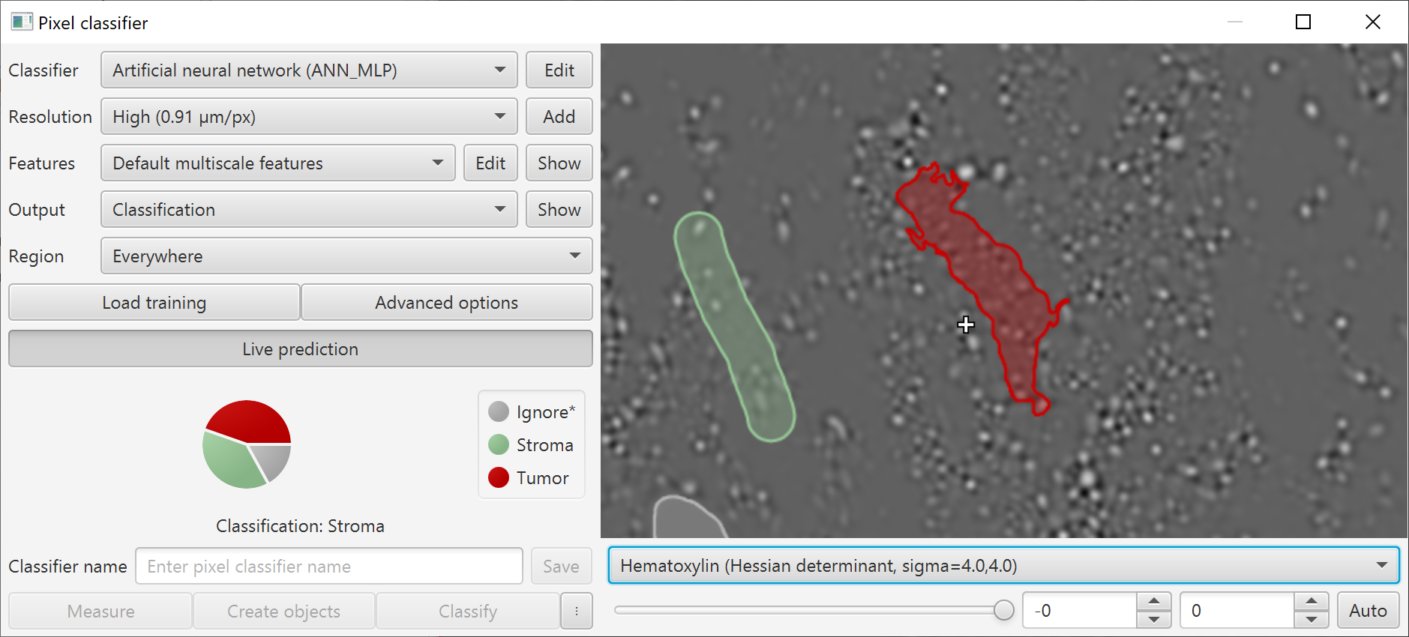 Pixel classifier
Classifier Artificial neural network (ANN_MLP) Edit
Resolution High (0.91 µm/px) Add
Features Default multiscale features Edit Show
Output Classification Show
Region Everywhere
Load training Advanced options
Live prediction
Ignore*
Stroma
Tumor
Classification: Stroma
Classifier name Enter pixel classifier name Save
Hematoxylin (Hessian determinant, sigma=4.0,4.0)
Measure Create objects Classify ⋮
-0 0 Auto